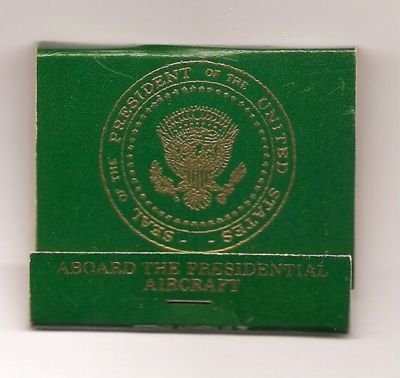 SEAL OF THE PRESIDENT OF THE UNITED STATES
ABOARD THE PRESIDENTIAL
AIRCRAFT